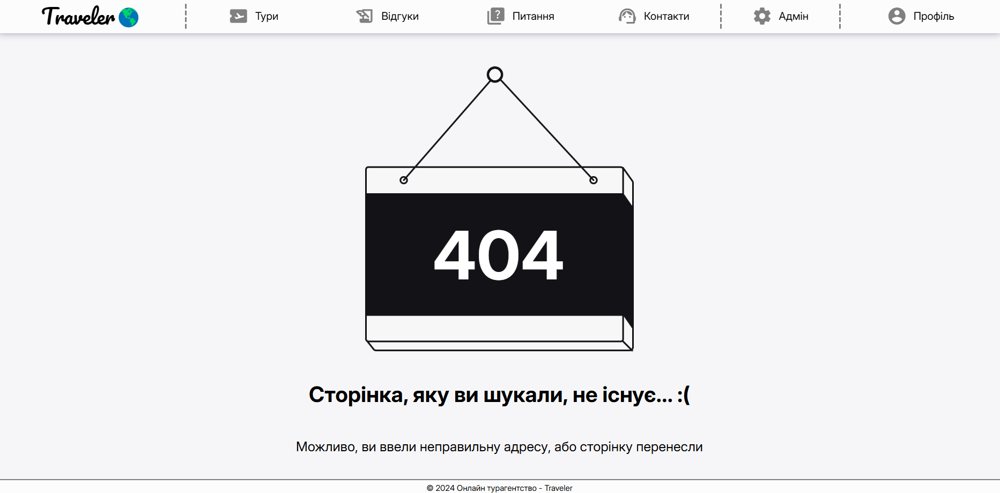 Traveler
Тури
Відгуки
Питання
Контакти
Адмін
Профіль
?
404
Сторінка, яку ви шукали, не існує... :(
Можливо, ви ввели неправильну адресу, або сторінку перенесли
© 2024 Онлайн турагентство - Traveler